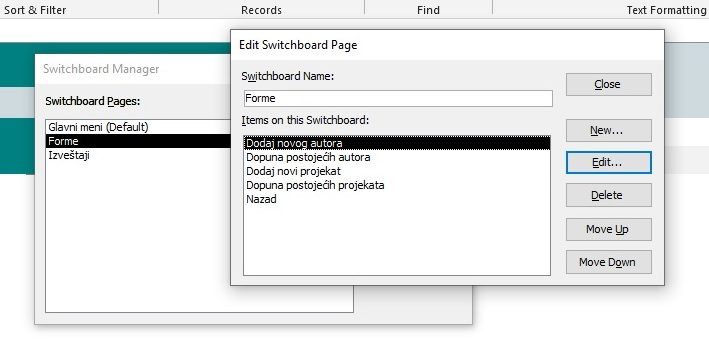 Sort & Filter Records Find Text Formatting
Edit Switchboard Page
Switchboard Manager
Switchboard Name:
Close
Switchboard Pages:
Forme
Items on this Switchboard:
Glavni meni (Default)
New...
Forme
Dodaj novog autora
Izveštaji
Dopuna postojećih autora
Edit...
Dodaj novi projekat
Dopuna postojećih projekata
Delete
Nazad
Move Up
Move Down